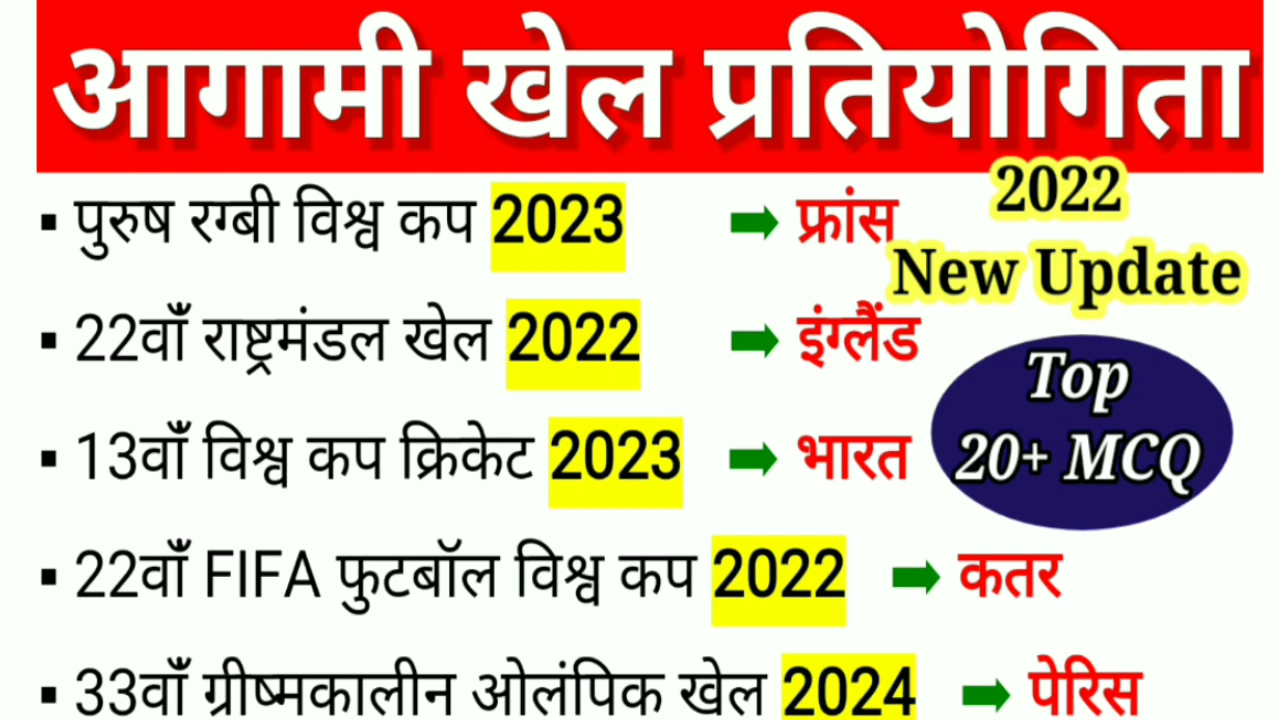 आगामी खेल प्रतियोगिता
▪ पुरुष रग्बी विश्व कप 2023 ➡ फ्रांस
2022
New Update
▪ 22वाँ राष्ट्रमंडल खेल 2022 ➡ इंग्लैंड
Top
20+ MCQ
▪ 13वाँ विश्व कप क्रिकेट 2023 ➡ भारत
▪ 22वाँ FIFA फुटबॉल विश्व कप 2022 ➡ कतर
▪ 33वाँ ग्रीष्मकालीन ओलंपिक खेल 2024 ➡ पेरिस